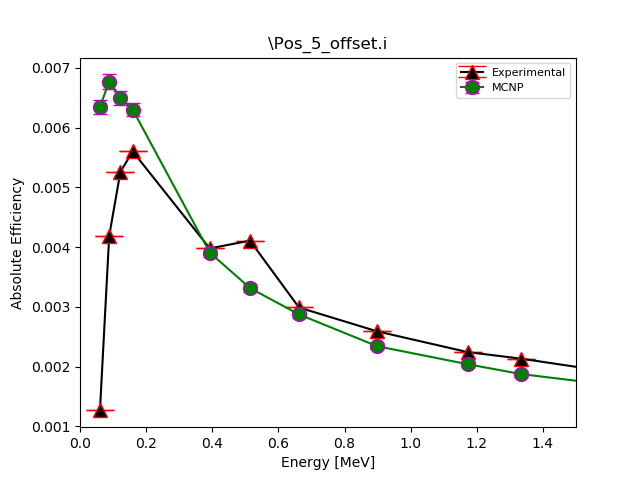 \Pos_5_offset.i
Absolute Efficiency
0.007
0.006
0.005
0.004
0.003
0.002
0.001
Experimental
MCNP
0.0 0.2 0.4 0.6 0.8 1.0 1.2 1.4
Energy [MeV]